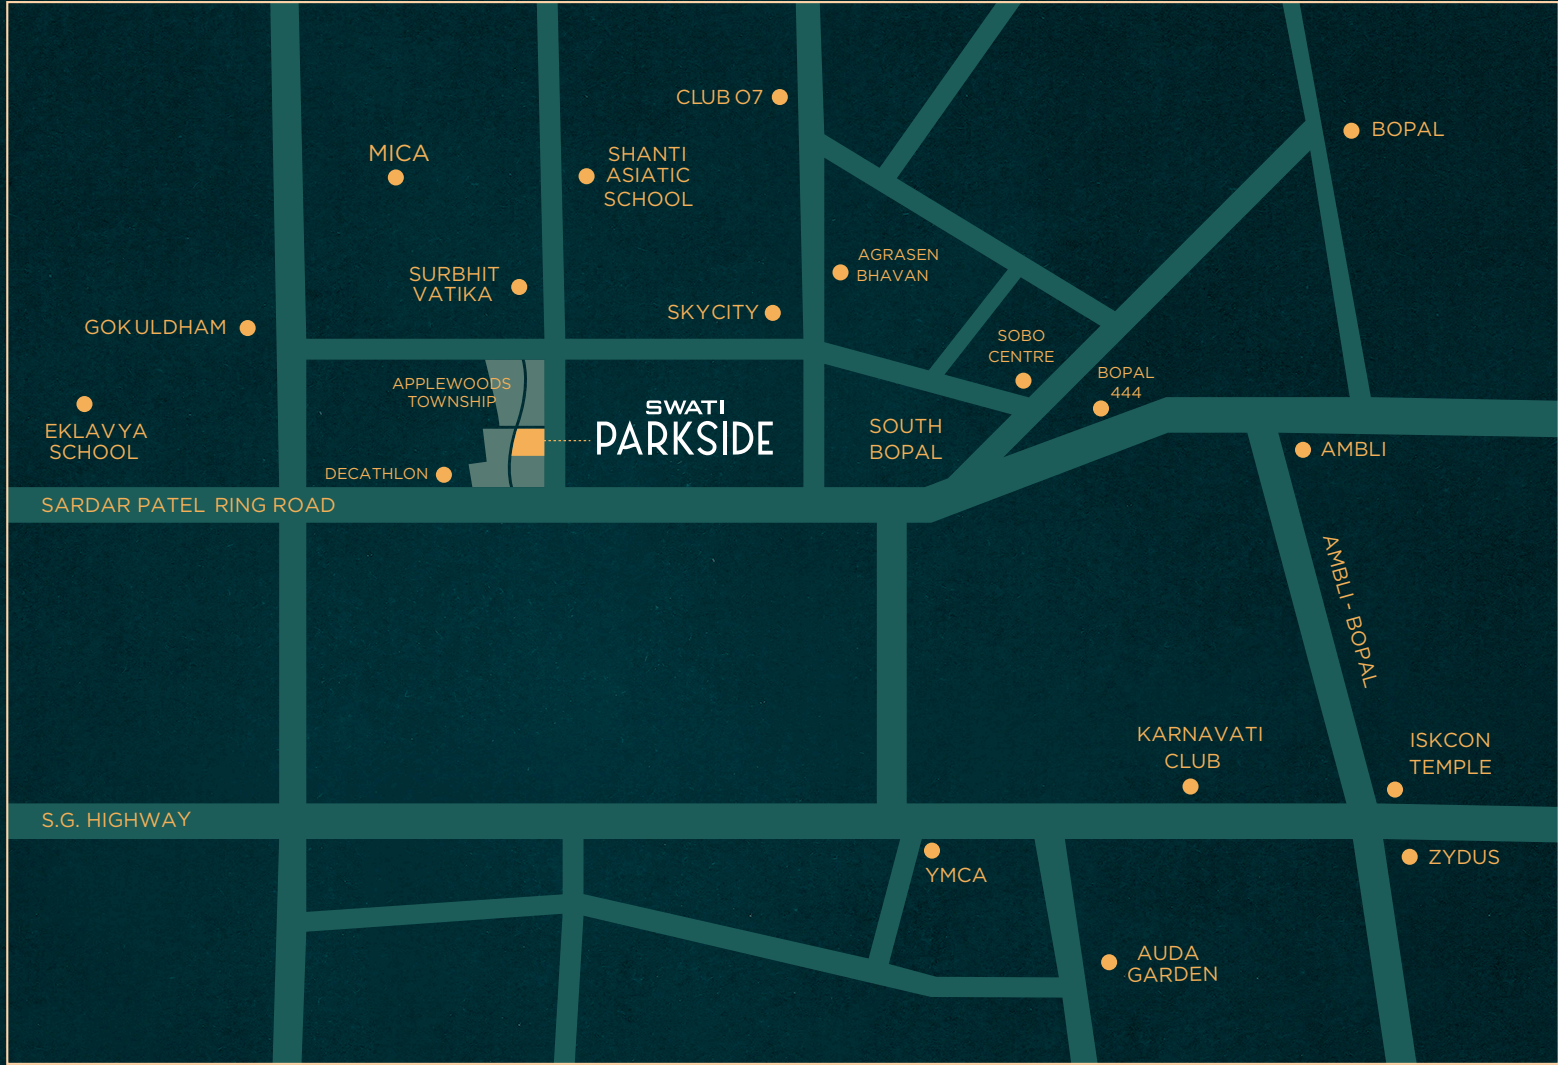 CLUB O7
BOPAL
MICA
SHANTI
ASIATIC
SCHOOL
AGRASEN
BHAVAN
SURBHIT
VATIKA
SKYCITY
GOKULDHAM
SOBO
CENTRE
BOPAL
444
APPLEWOODS
TOWNSHIP
SWATI
PARKSIDE
EKLAVYA
SCHOOL
SOUTH
BOPAL
AMBLI
DECATHLON
SARDAR PATEL RING ROAD
AMBLI - BOPAL
KARNAVATI
CLUB
ISKCON
TEMPLE
S.G. HIGHWAY
YMCA
ZYDUS
AUDA
GARDEN